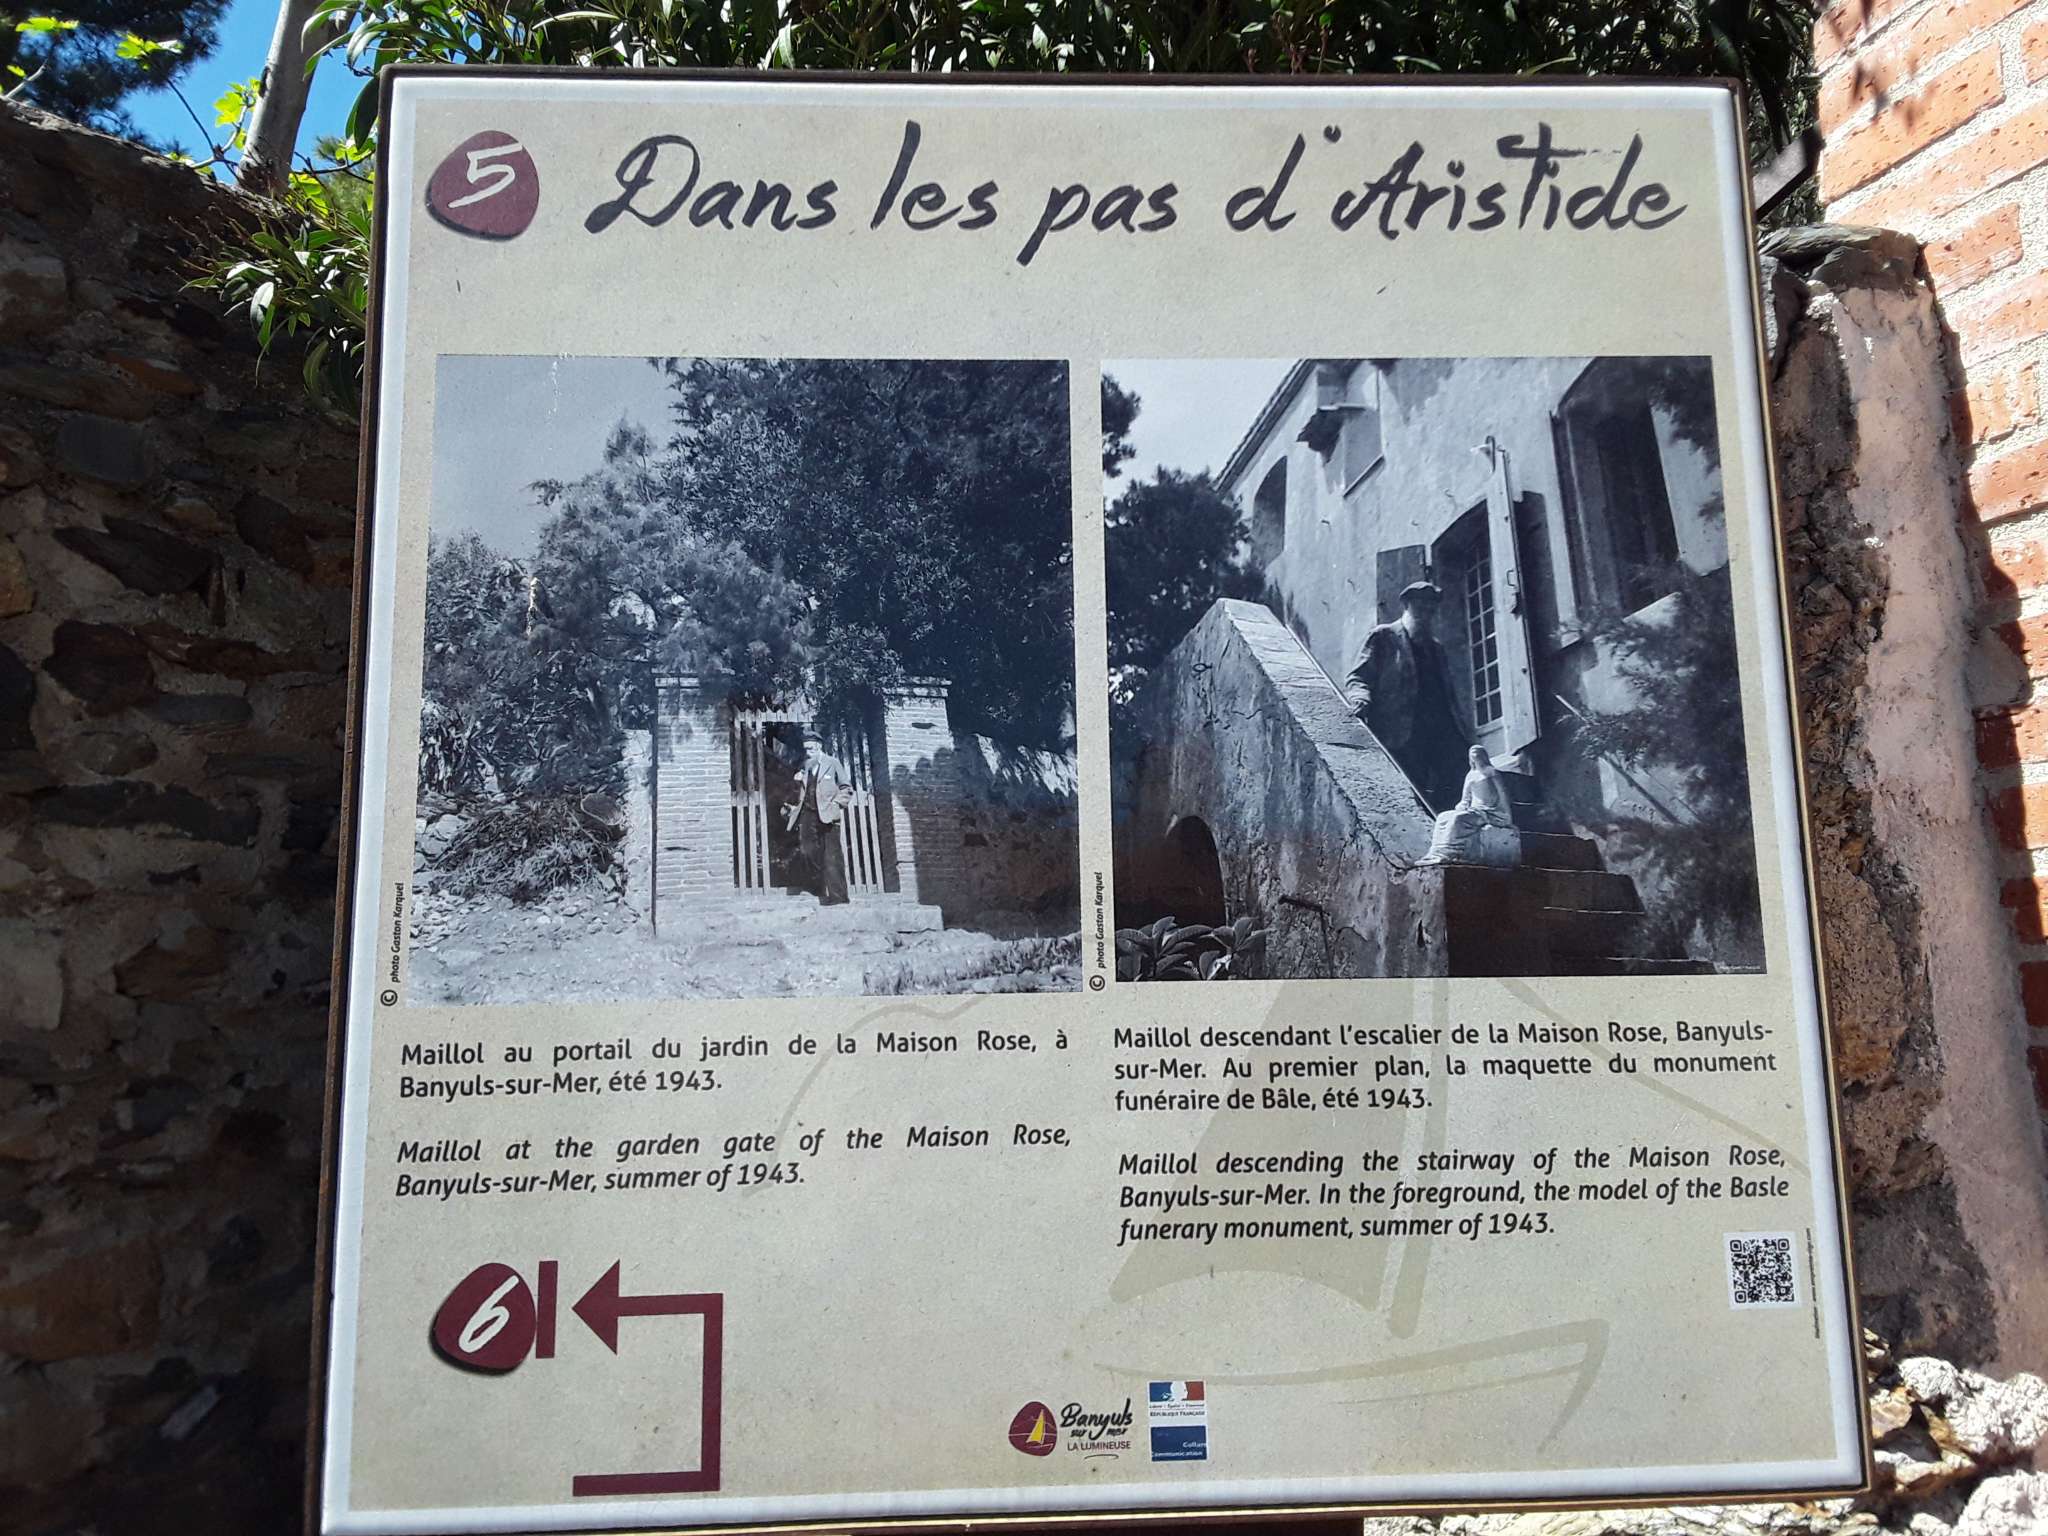 5 Dans les pas d'Aristide
© photo Gaston Karquel
© photo Gaston Karquel
Maillol au portail du jardin de la Maison Rose, à
Banyuls-sur-Mer, été 1943.
Maillol at the garden gate of the Maison Rose,
Banyuls-sur-Mer, summer of 1943.
Maillol descendant l'escalier de la Maison Rose, Banyuls-
sur-Mer. Au premier plan, la maquette du monument
funéraire de Bâle, été 1943.
Maillol descending the stairway of the Maison Rose,
Banyuls-sur-Mer. In the foreground, the model of the Basle
funerary monument, summer of 1943.
6
Banyuls
sur mer
LA LUMINEUSE
RÉPUBLIQUE FRANÇAISE
Culture
Communication